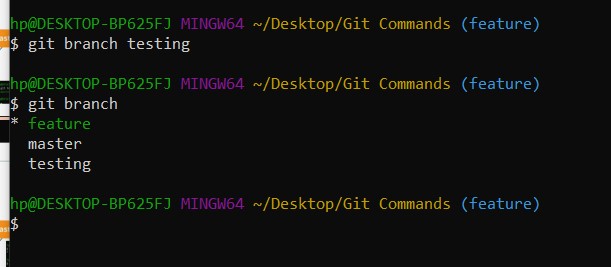 hp@DESKTOP-BP625FJ MINGW64 ~/Desktop/Git Commands (feature)
$ git branch testing
hp@DESKTOP-BP625FJ MINGW64 ~/Desktop/Git Commands (feature)
$ git branch
* feature
  master
  testing
hp@DESKTOP-BP625FJ MINGW64 ~/Desktop/Git Commands (feature)
$